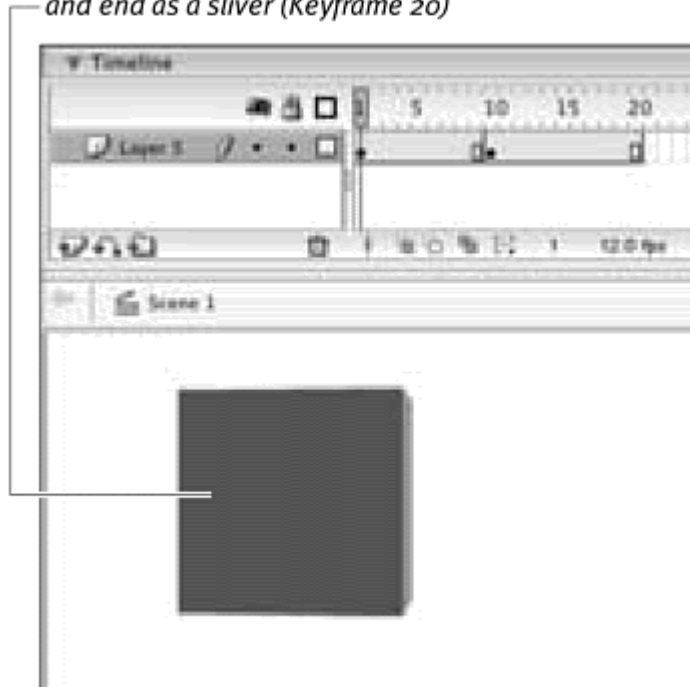 and end as a sliver (Keyframe 20)
Timeline
1 5 10 15 20
Layer 5
1 12.0 fps
Scene 1